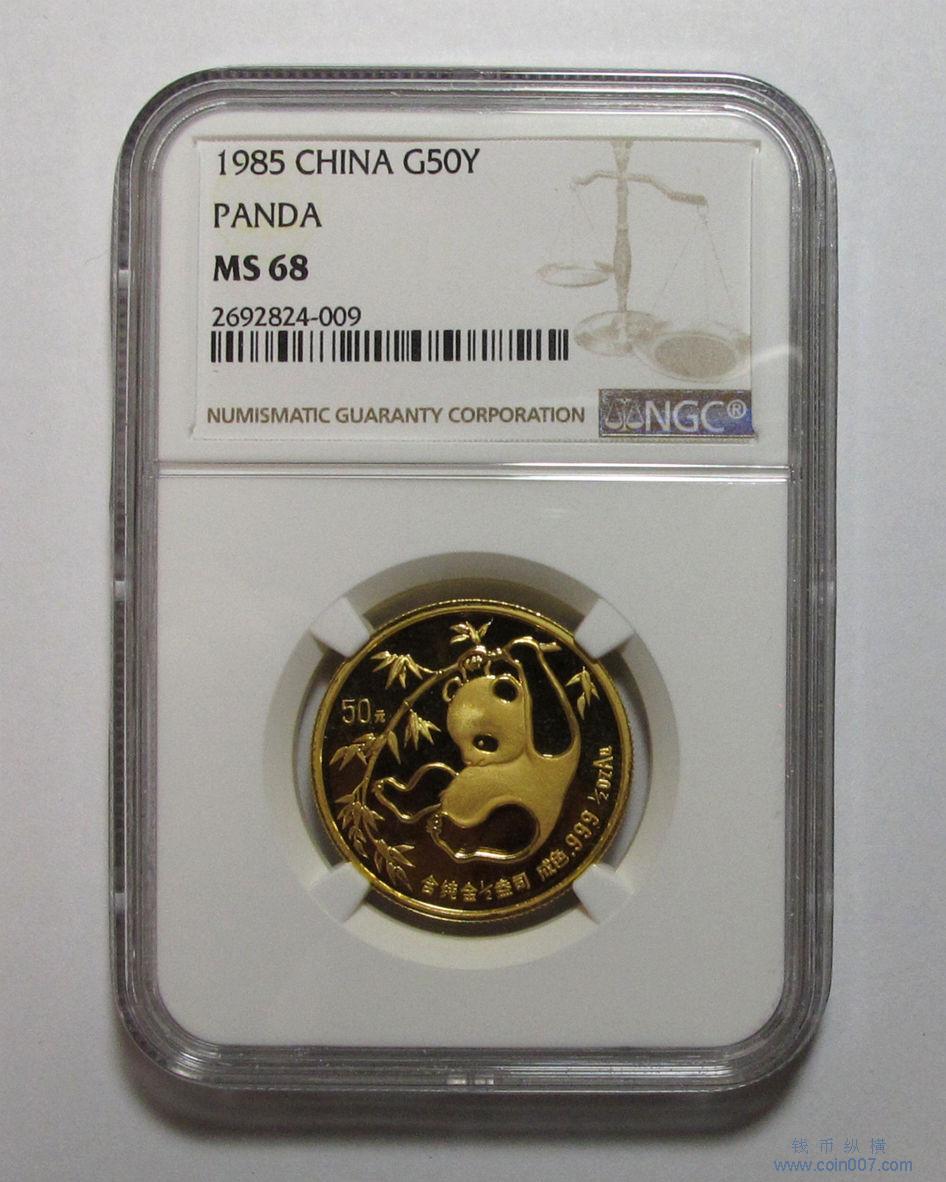 1985 CHINA G50Y
PANDA
MS 68
2692824-009
NUMISMATIC GUARANTY CORPORATION
NGC®
50元
含纯金1/2盎司 成色.999 1/2OZAu
钱币纵横
www.coin007.com